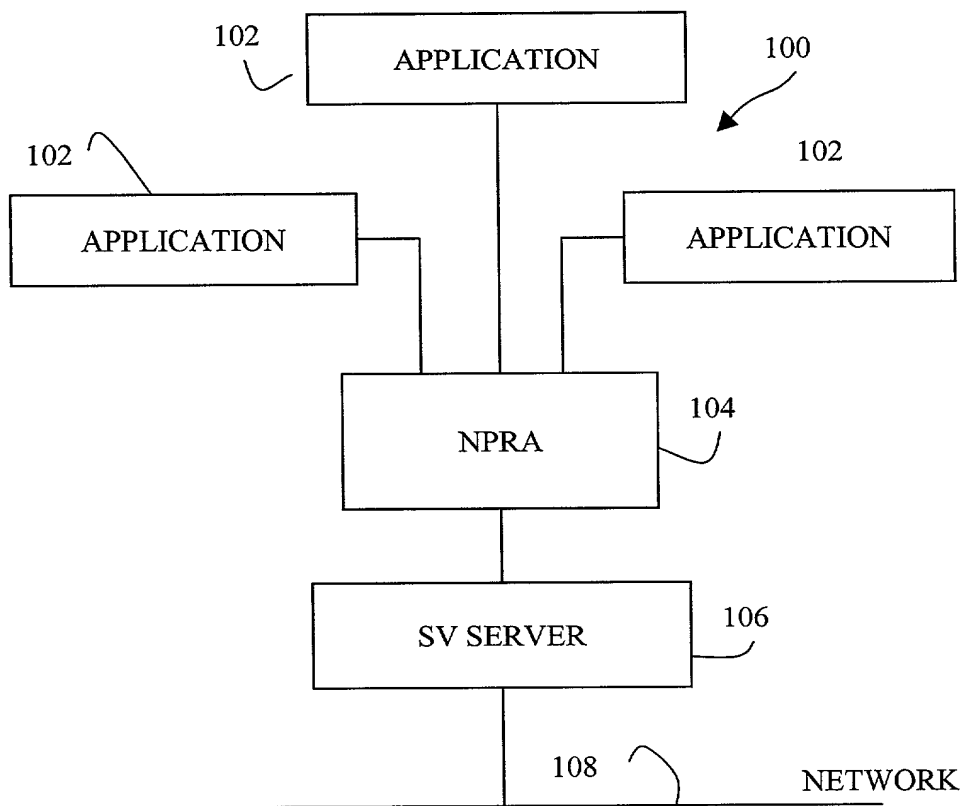 102
APPLICATION
100
102
102
APPLICATION
APPLICATION
104
NPRA
106
SV SERVER
108
NETWORK